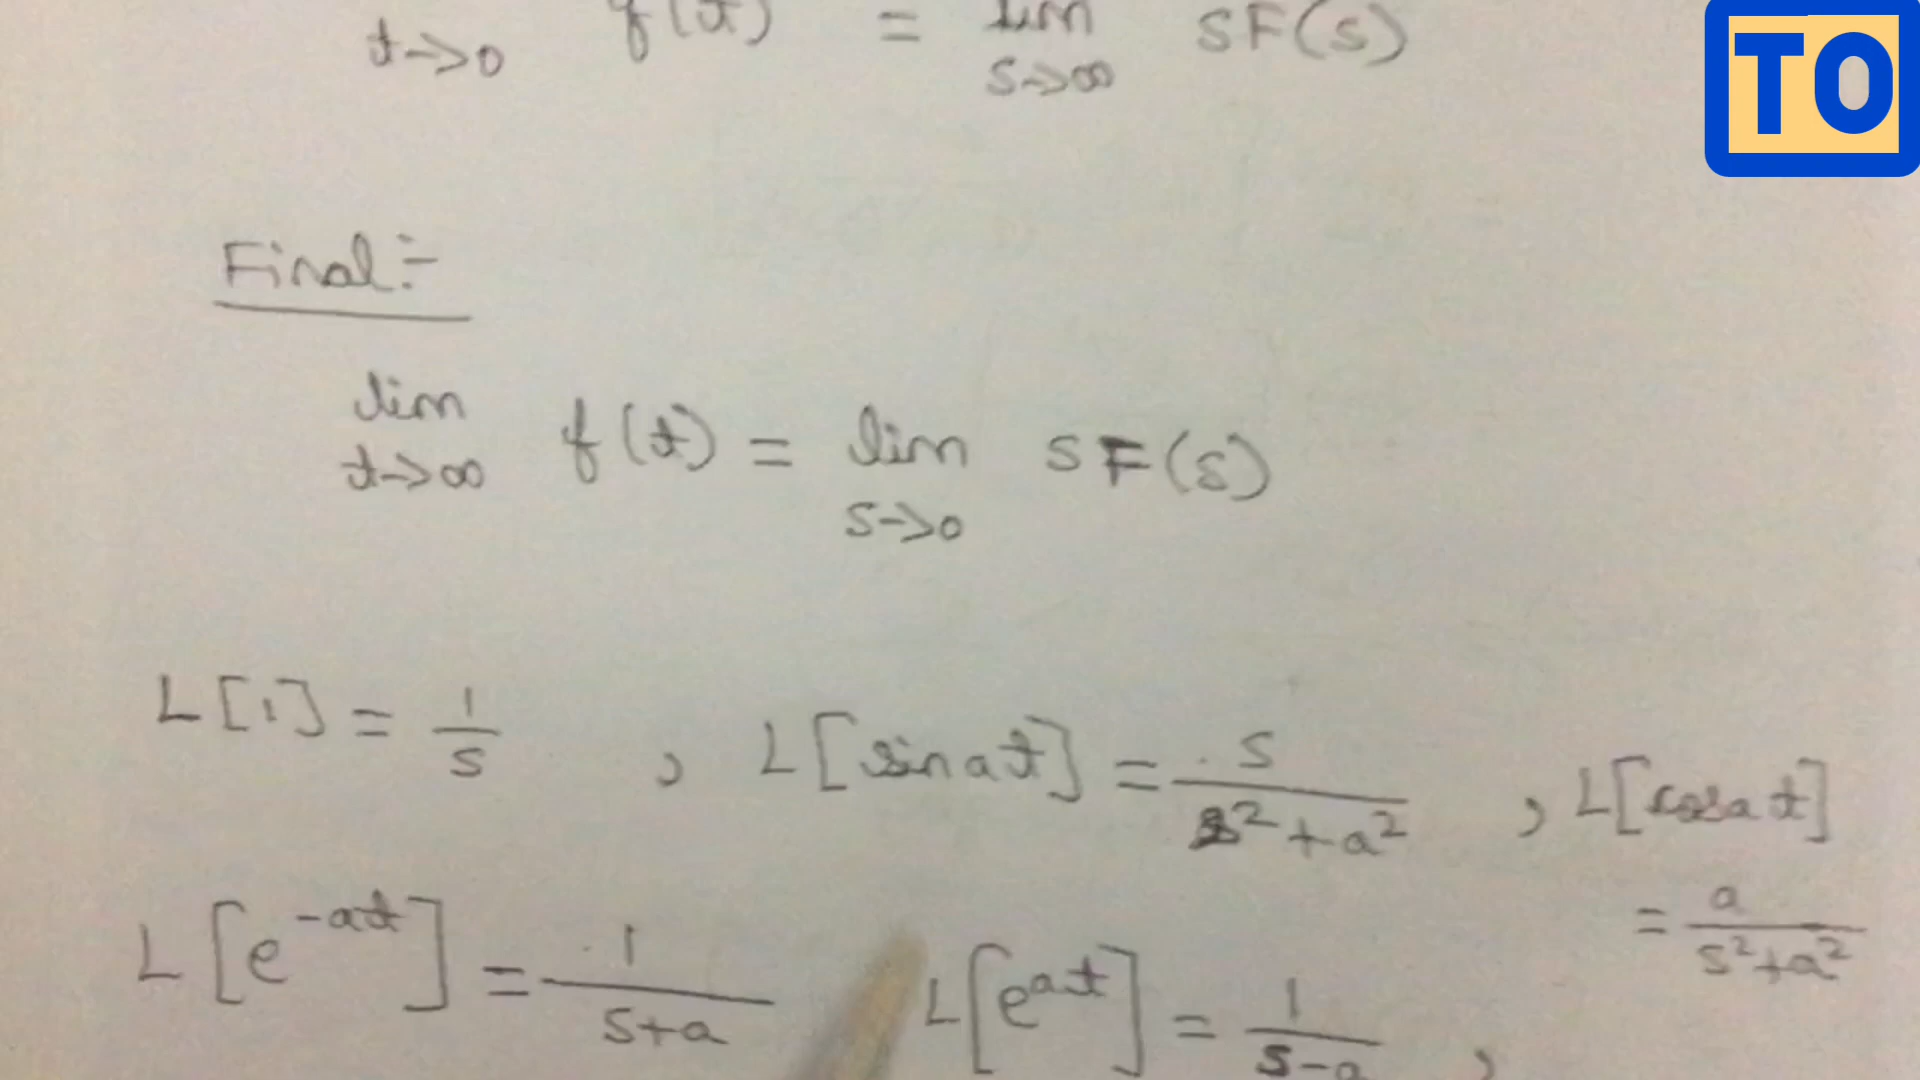 t->0 f(t) = lim s->∞ SF(s)
TO
Final:-
lim t->∞ f(t) = lim s->0 SF(s)
L[1] = 1/s , L[sin at] = s/s²+a² , L[cos at]
= a/s²+a²
L[e^-at] = 1/s+a L[e^at] = 1/s-a ,